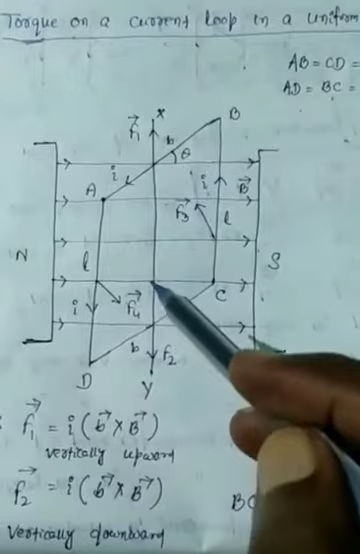 Torque on a current loop in a uniform
AB = CD =
AD = BC =
x
B
F₁
b
θ
i
i
B
A
F₃
l
N
S
l
C
i
F₄
b
F₂
D
Y
F₁ = i (b × B)
vertically upward
F₂ = i (b × B)
BC
vertically downward